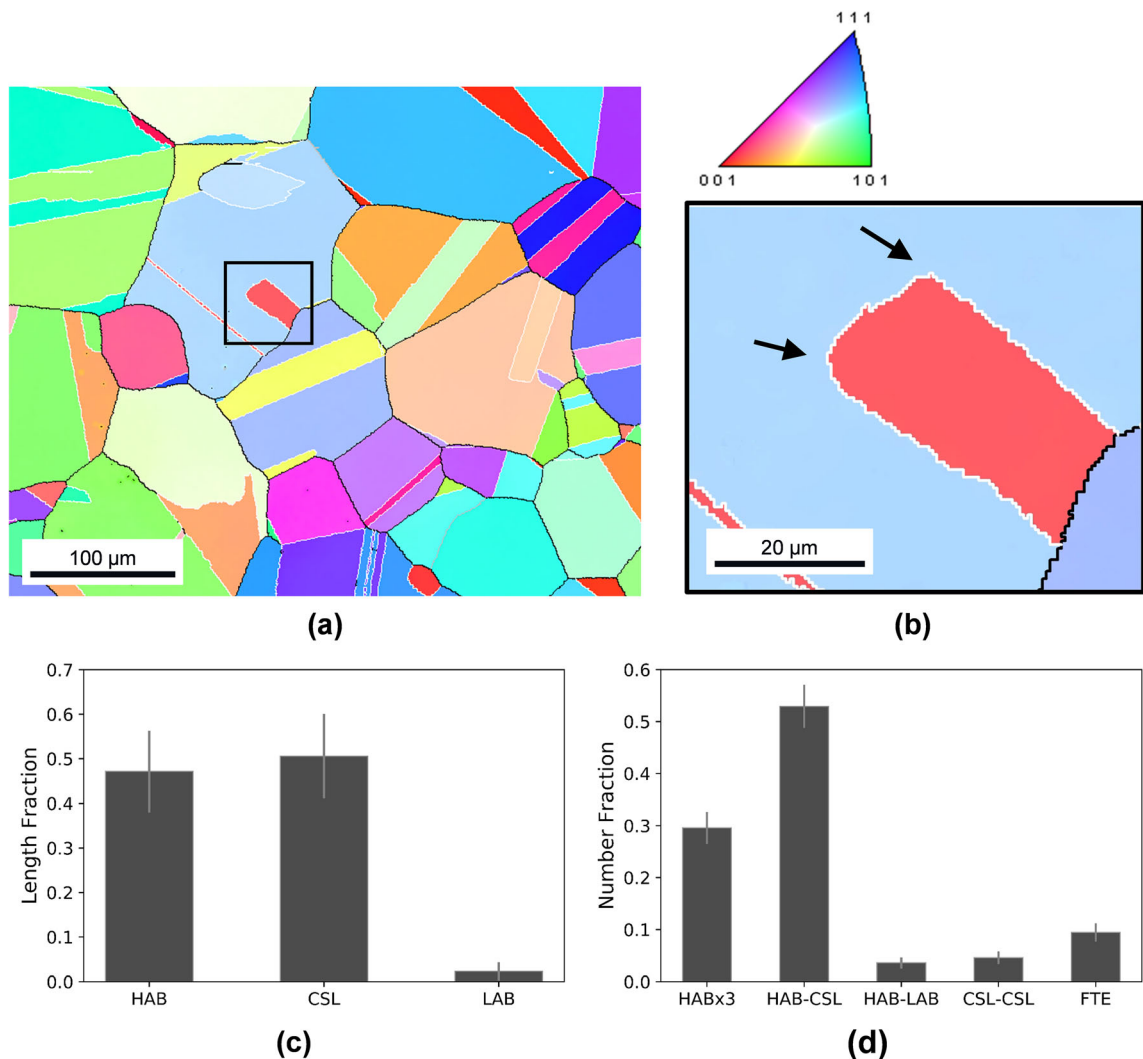 1 1 1
0 0 1
1 0 1
100 µm
20 µm
(a)
(b)
Length Fraction
0.7
0.6
0.5
0.4
0.3
0.2
0.1
0.0
HAB
CSL
LAB
(c)
Number Fraction
0.6
0.5
0.4
0.3
0.2
0.1
0.0
HABx3
HAB-CSL
HAB-LAB
CSL-CSL
FTE
(d)